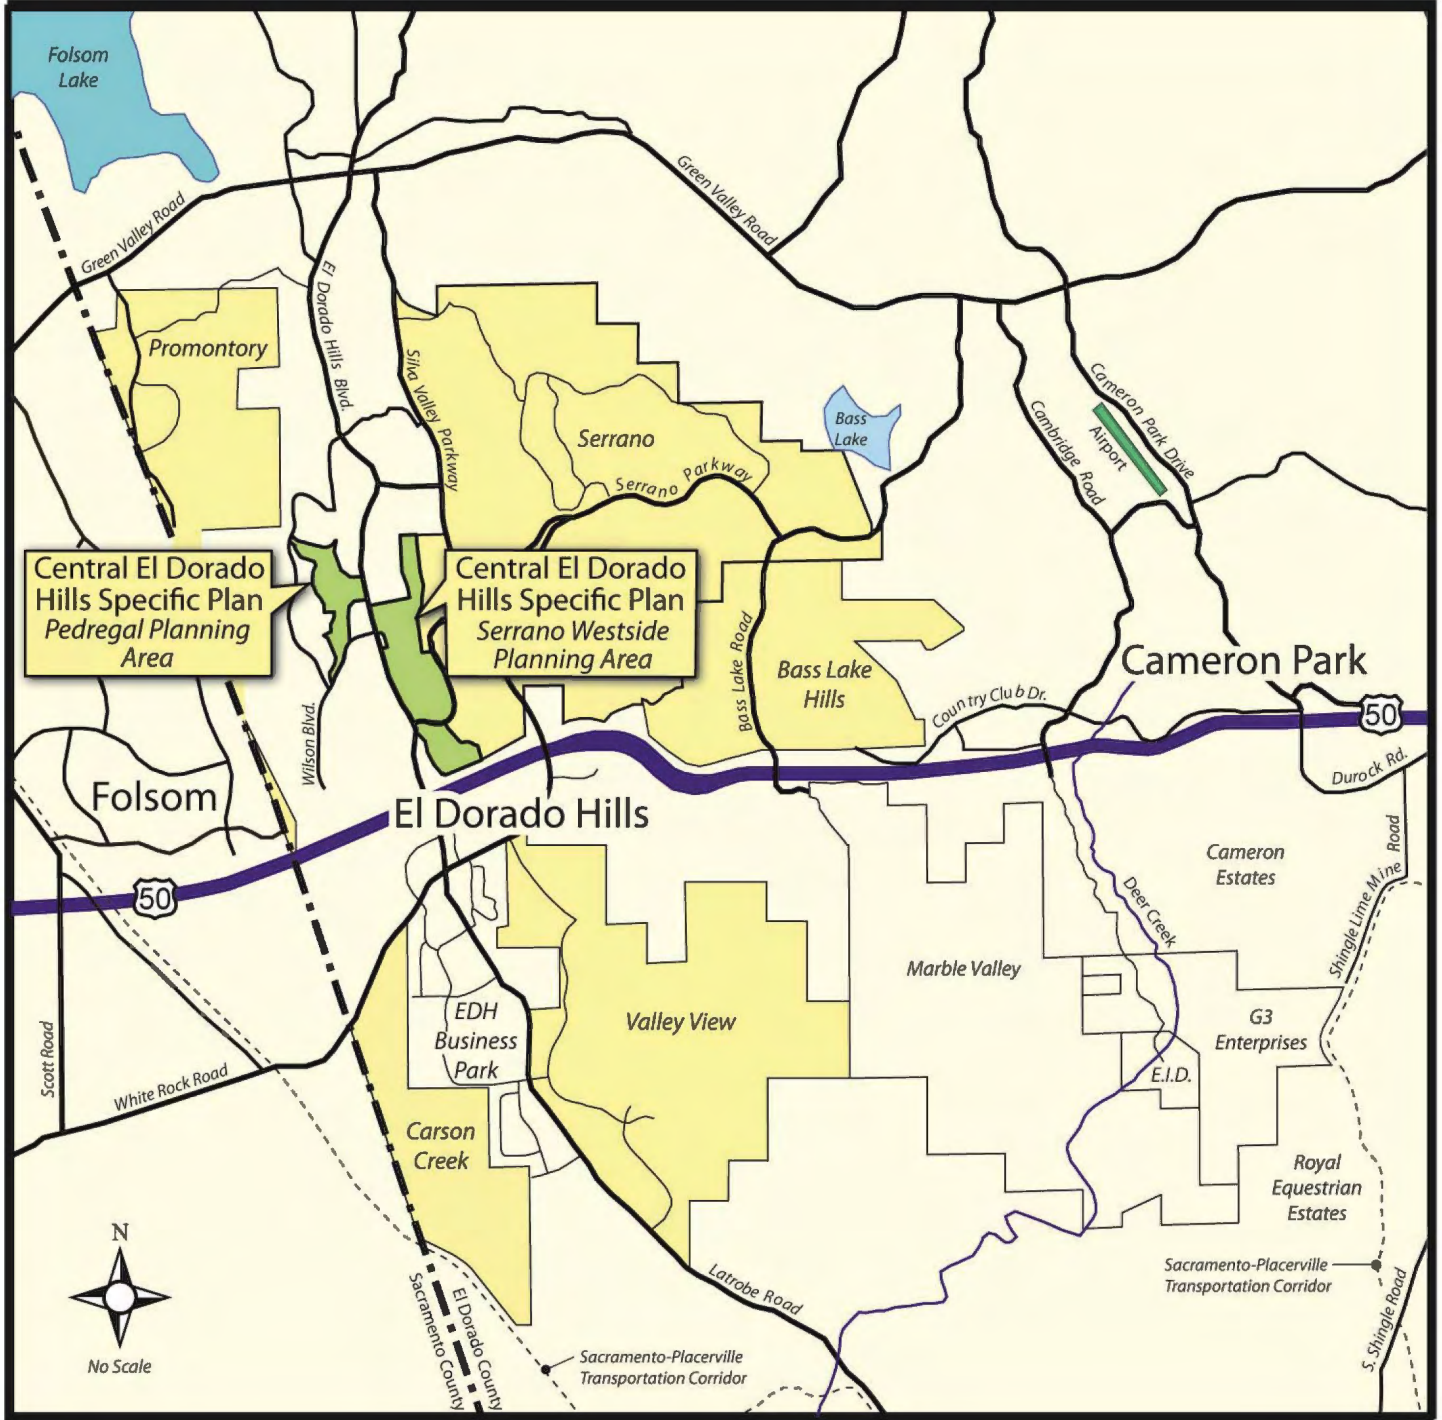 Folsom
Lake
Green Valley Road
Green Valley Road
El Dorado Hills Blvd.
Promontory
Silva Valley Parkway
Serrano
Serrano Parkway
Bass
Lake
Cameron Park Drive
Airport
Cambridge Road
Central El Dorado
Hills Specific Plan
Pedregal Planning
Area
Central El Dorado
Hills Specific Plan
Serrano Westside
Planning Area
Bass Lake Road
Bass Lake
Hills
Cameron Park
Country Club Dr.
50
Wilson Blvd.
Durock Rd.
Folsom
El Dorado Hills
50
Cameron
Estates
Shingle Lime Mine Road
Deer Creek
Marble Valley
EDH
Business
Park
Valley View
G3
Enterprises
E.I.D.
Scott Road
White Rock Road
Carson
Creek
Royal
Equestrian
Estates
N
No Scale
Sacramento-Placerville
Transportation Corridor
Latrobe Road
El Dorado County
Sacramento County
S. Shingle Road
Sacramento-Placerville
Transportation Corridor